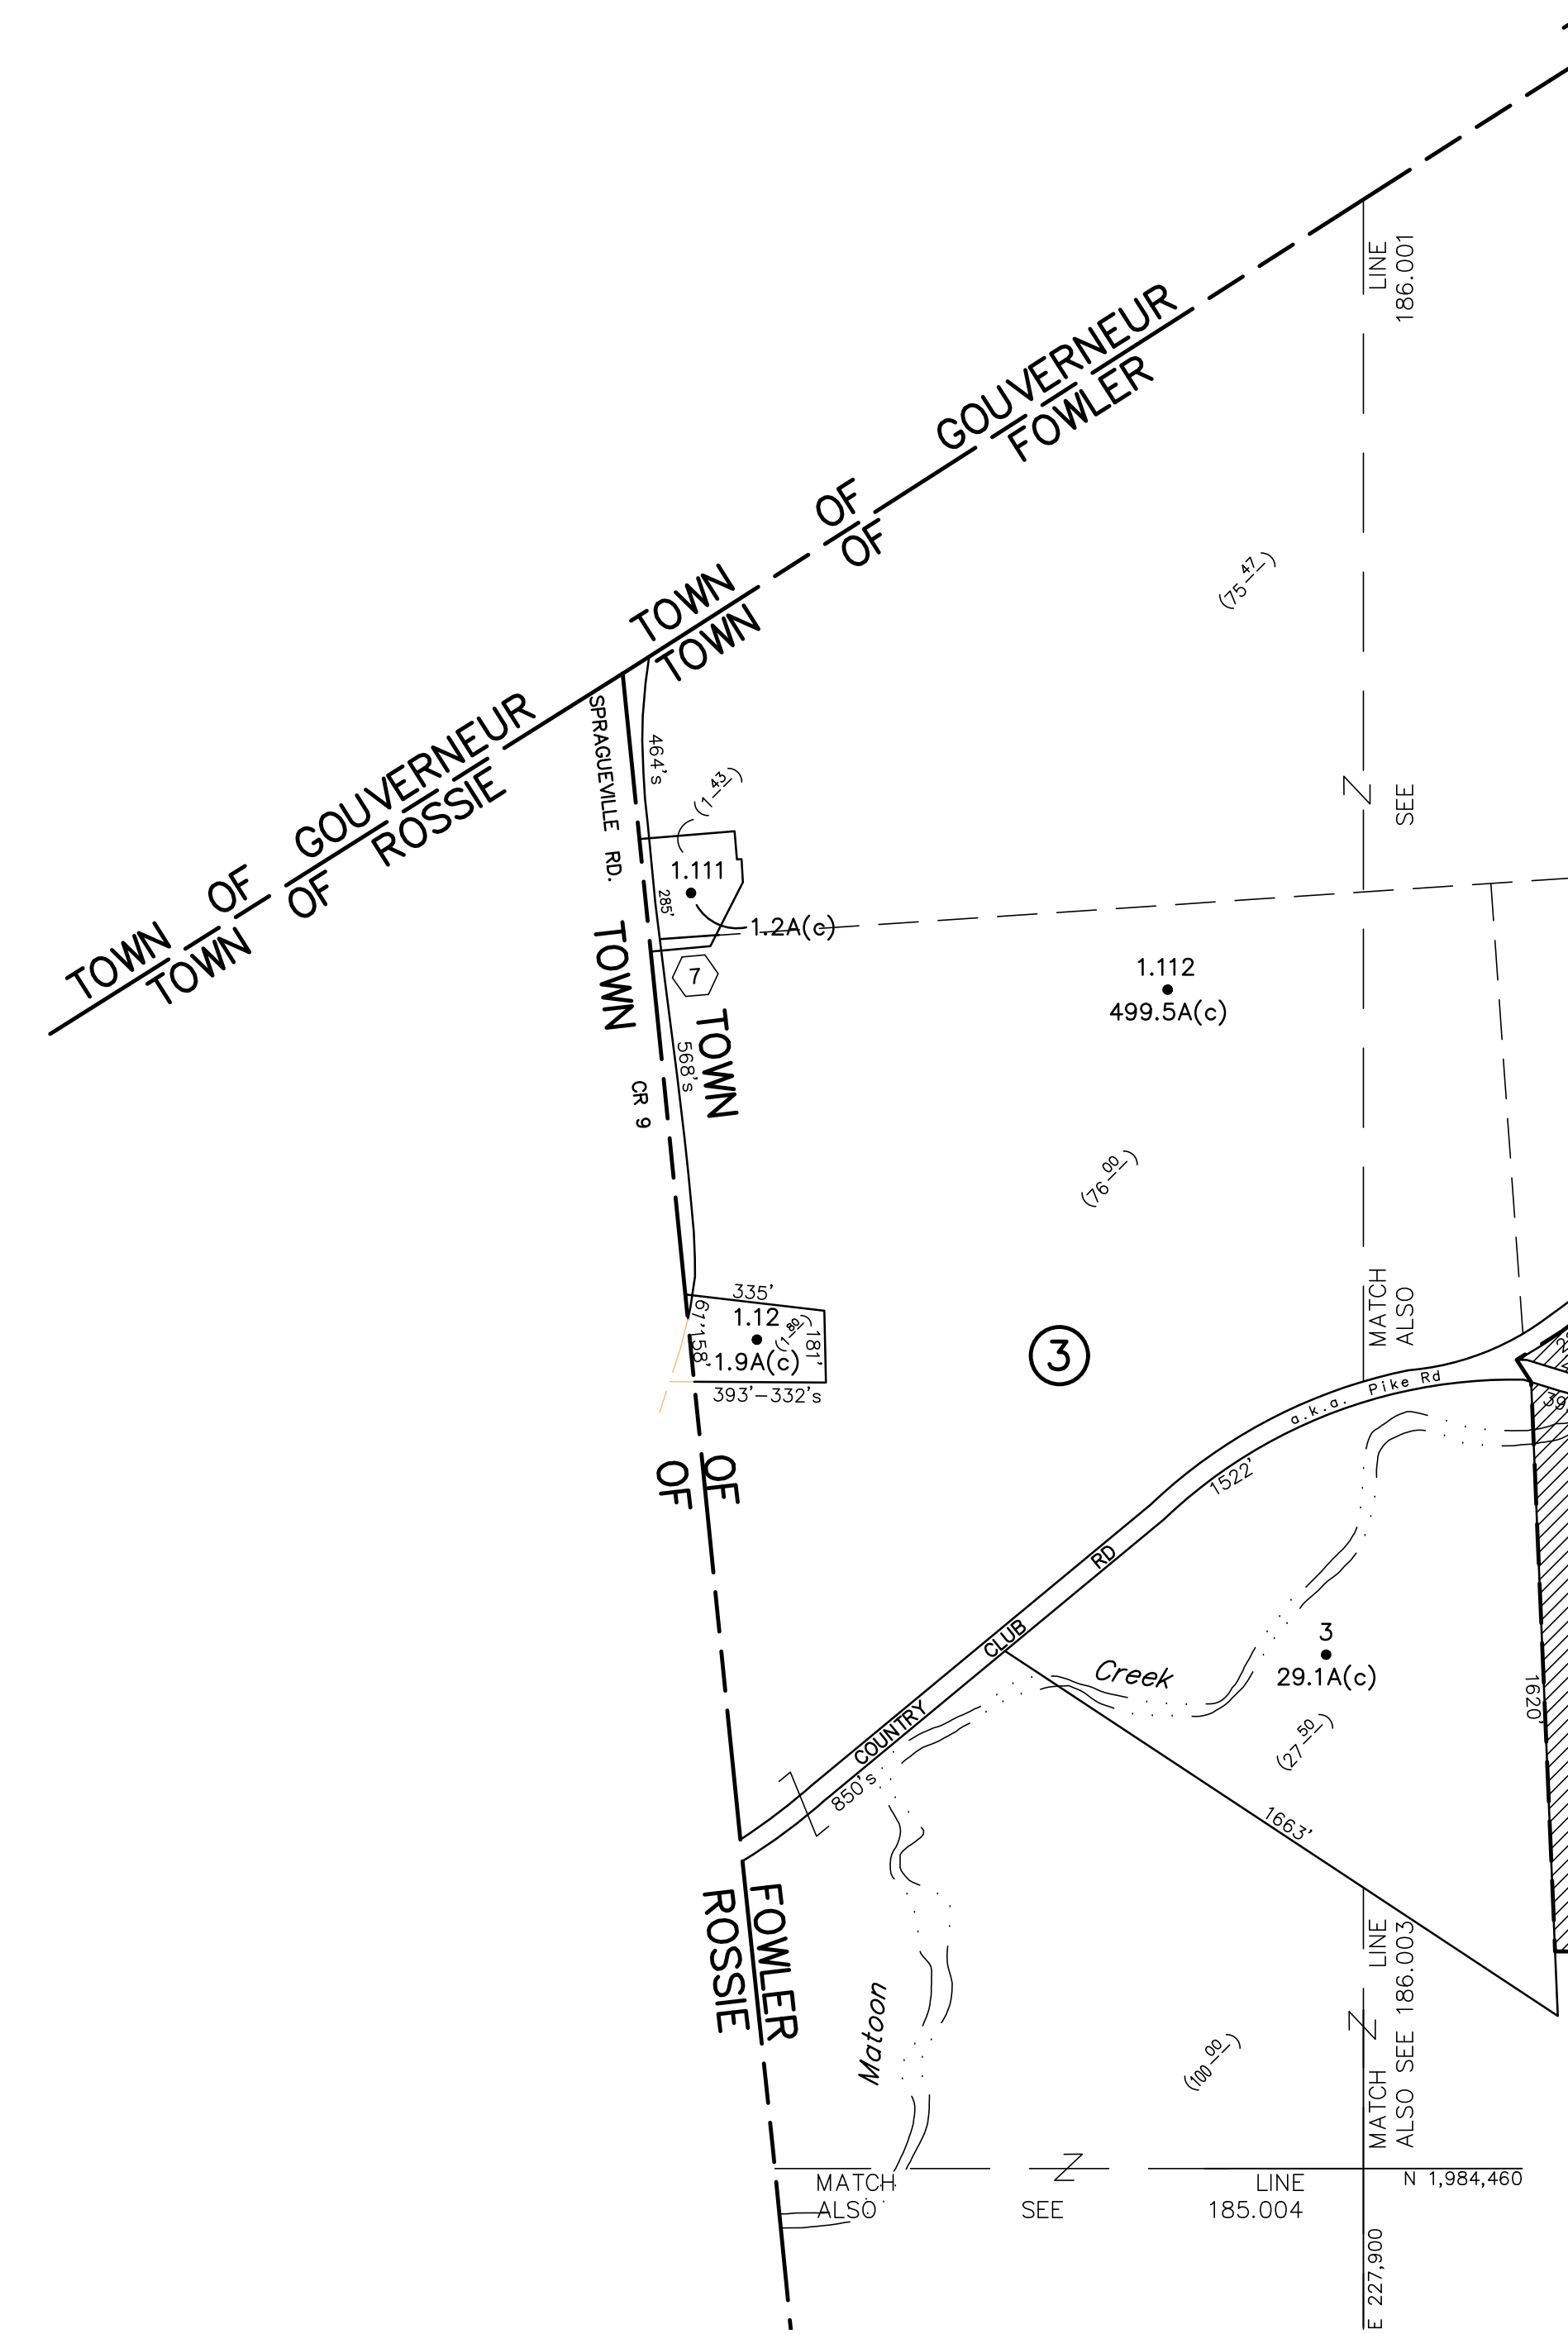 LINE
186.001
TOWN OF GOUVERNEUR
TOWN OF FOWLER
(75 47)
TOWN OF GOUVERNEUR
TOWN OF ROSSIE
SPRAGUEVILLE RD.
464's
(1 43)
Z
SEE
1.111
285'
1.2A(c)
7
1.112
499.5A(c)
TOWN
TOWN
568's
CR 9
(76 00)
MATCH
ALSO
335'
61'
1.12
(1 80)
158'
181'
1.9A(c)
393'-332's
3
a.k.a. Pike Rd
OF
OF
1522'
COUNTRY CLUB RD
Creek
3
29.1A(c)
1620'
(27 50)
850's
1663'
FOWLER
ROSSIE
MATCH Z LINE
ALSO SEE 186.003
Matoon
(100 00)
MATCH Z LINE
ALSO SEE 185.004
N 1,984,460
E 227,900